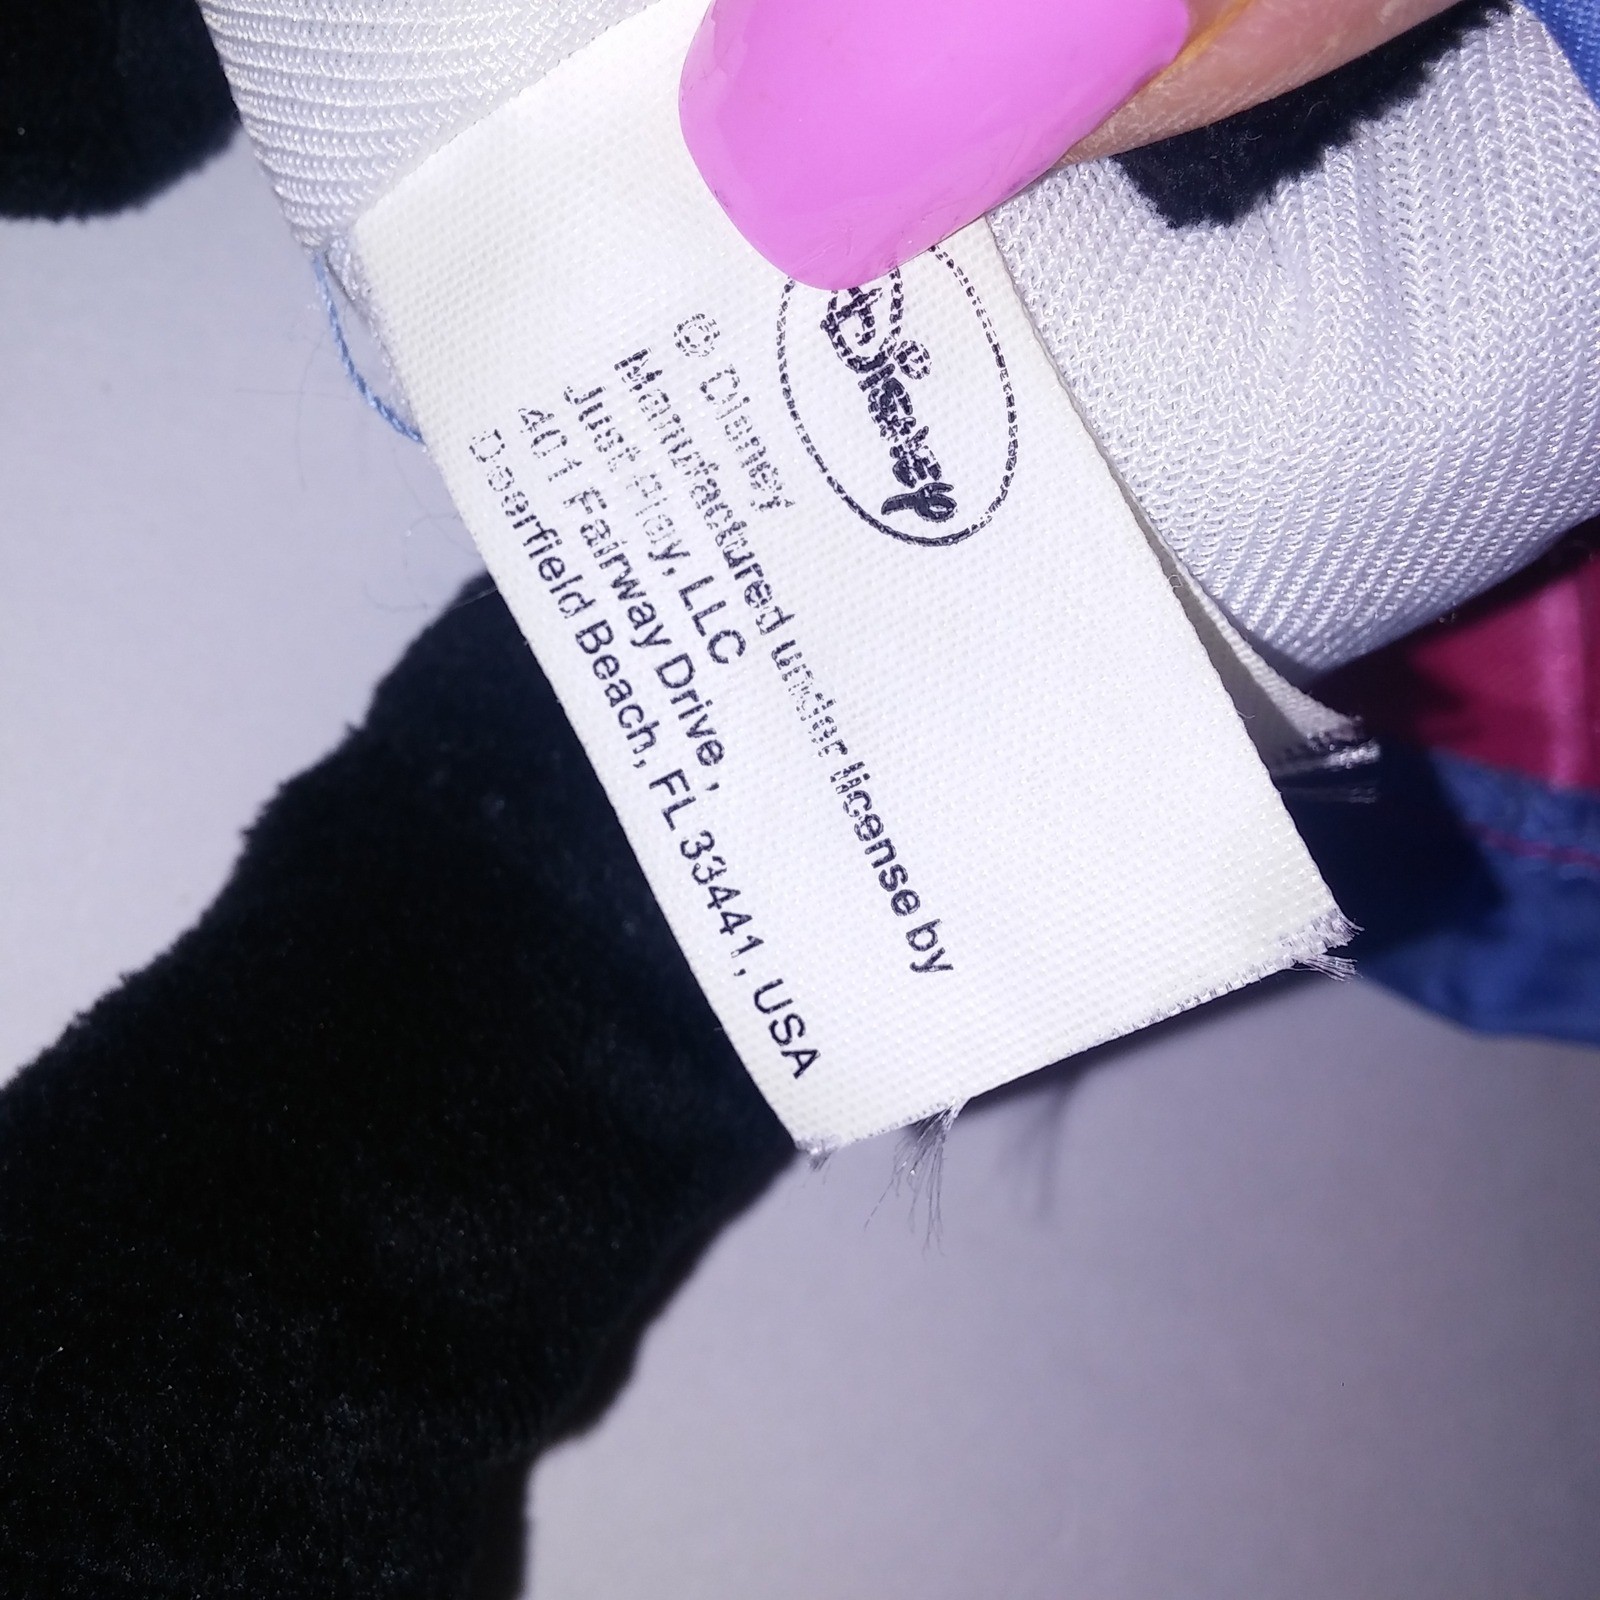 Disney
© Disney
Manufactured under license by
Just Play, LLC
401 Fairway Drive,
Deerfield Beach, FL 33441, USA